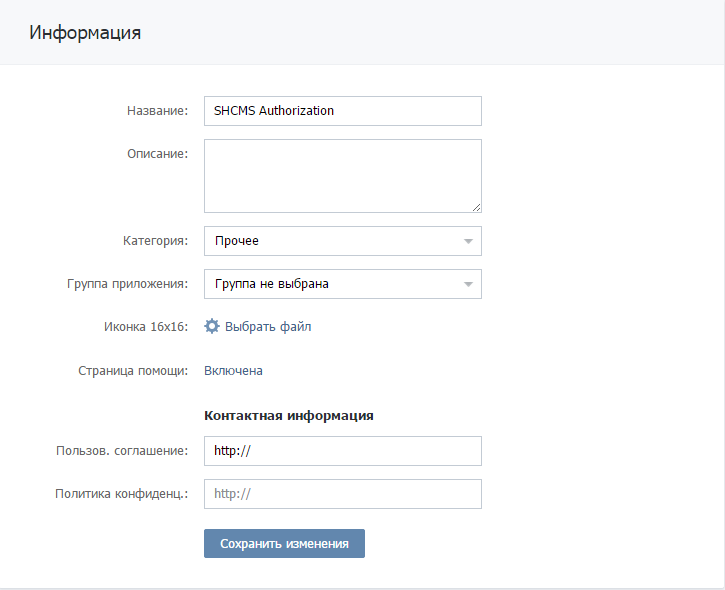 Информация
Название: SHCMS Authorization
Описание:
Категория: Прочее
Группа приложения: Группа не выбрана
Иконка 16x16: Выбрать файл
Страница помощи: Включена
Контактная информация
Пользов. соглашение: http://
Политика конфиденц.: http://
Сохранить изменения